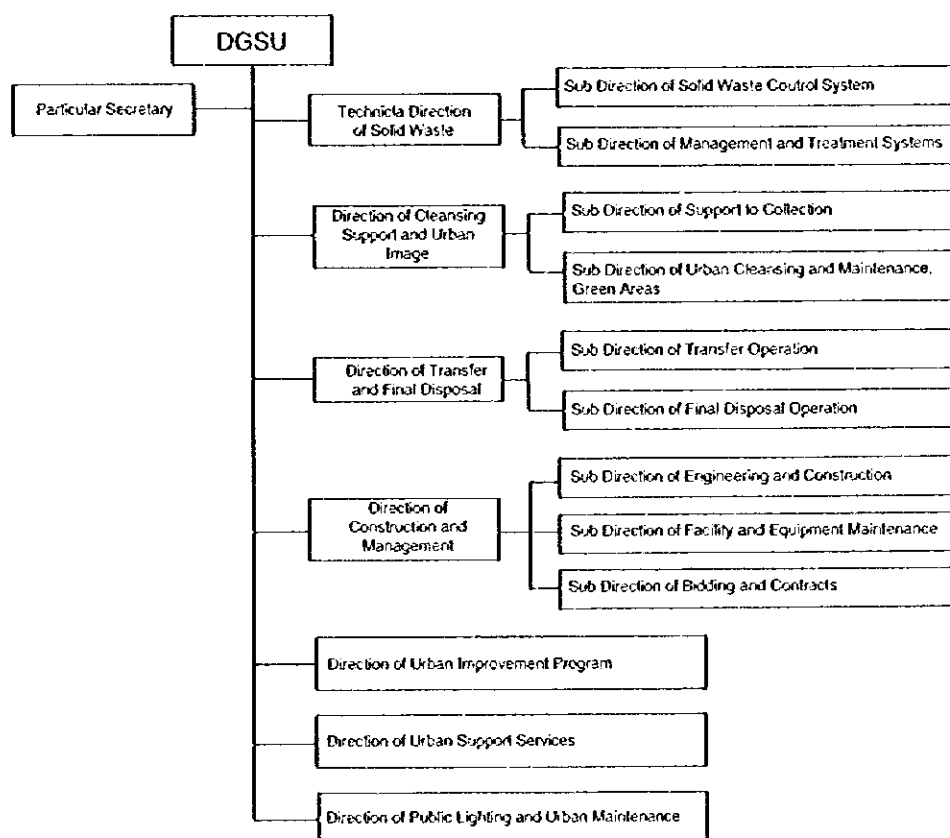 DGSU
Particular Secretary
Technicla Direction
of Solid Waste
Sub Direction of Solid Waste Coutrol System
Sub Direction of Management and Treatment Systems
Direction of Cleansing
Support and Urban
Image
Sub Direction of Support to Collection
Sub Direction of Urban Cleansing and Maintenance,
Green Areas
Direction of Transfer
and Final Disposal
Sub Direction of Transfer Operation
Sub Direction of Final Disposal Operation
Direction of
Construction and
Management
Sub Direction of Engineering and Construction
Sub Direction of Facility and Equipment Maintenance
Sub Direction of Bidding and Contracts
Direction of Urban Improvement Program
Direction of Urban Support Services
Direction of Public Lighting and Urban Maintenance